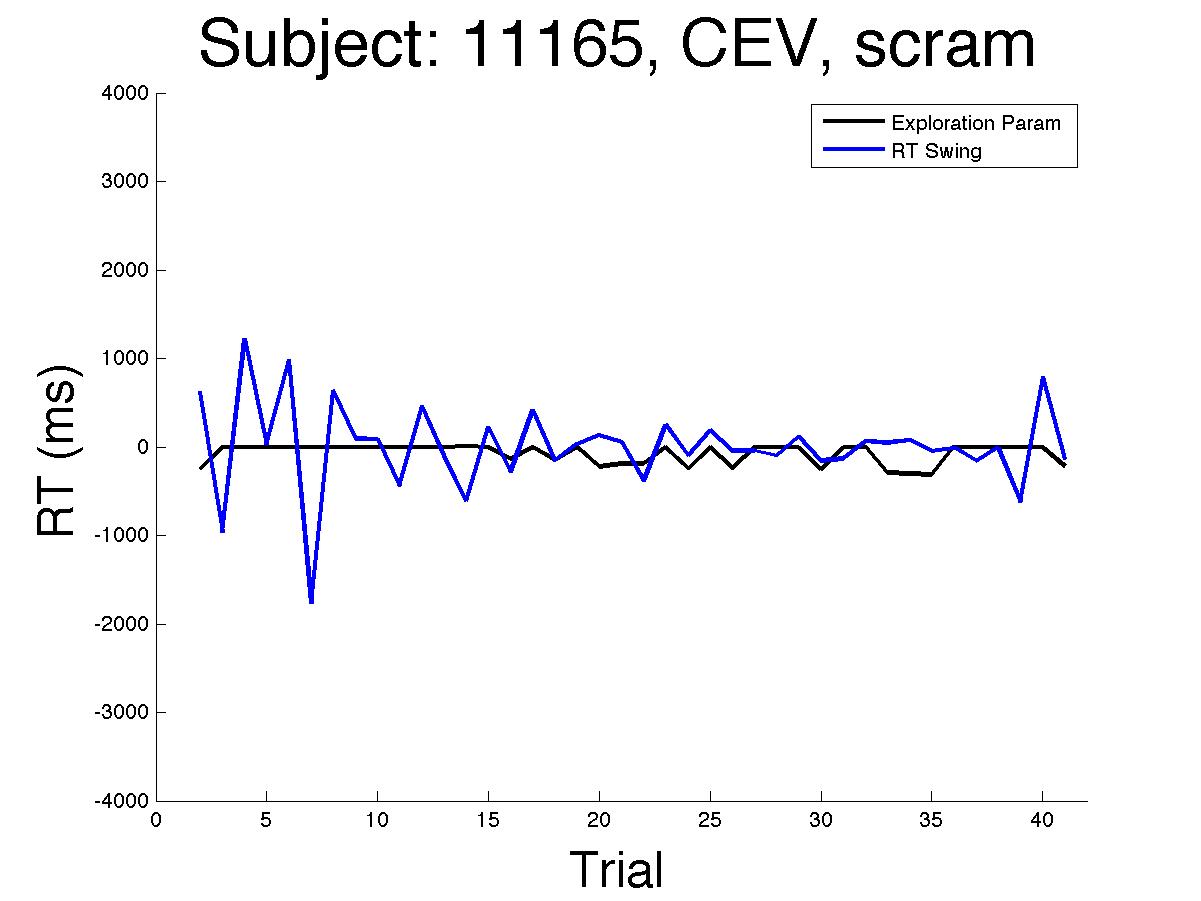 Subject: 11165, CEV, scram
4000
3000
2000
1000
0
-1000
-2000
-3000
-4000
RT (ms)
Exploration Param
RT Swing
0 5 10 15 20 25 30 35 40
Trial